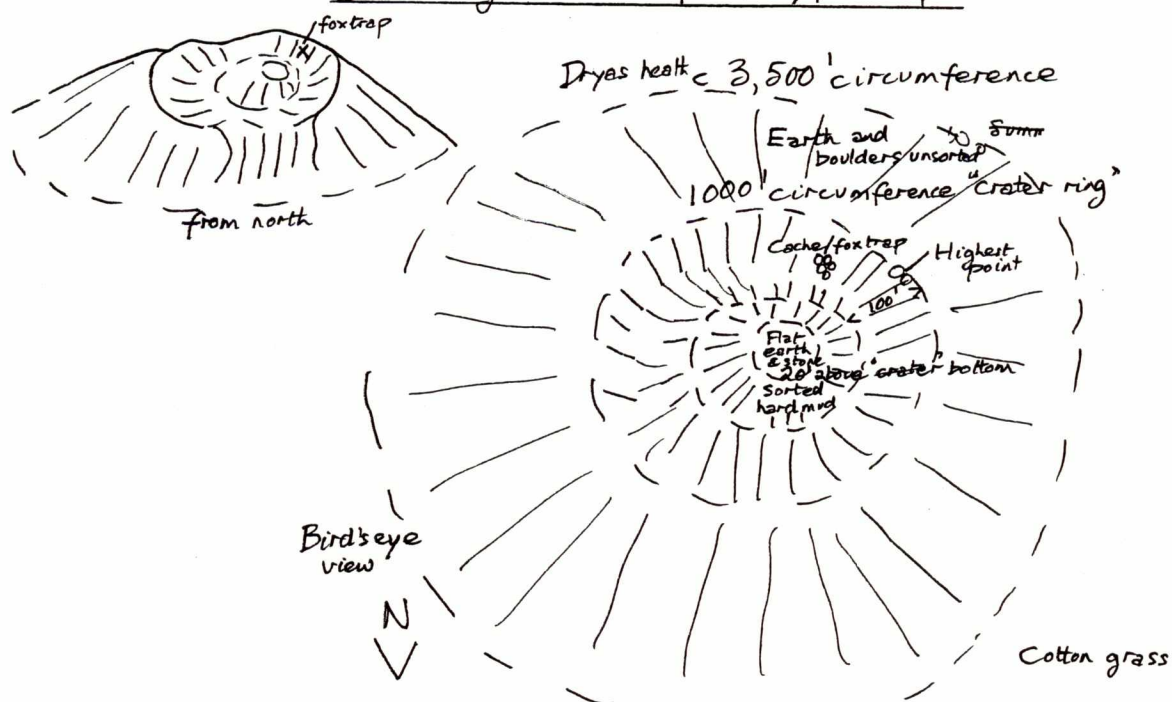 foxtrap
from north
Dryas heath c 3,500' circumference
Earth and
boulders unsorted
1000' circumference "crater ring"
Cache/foxtrap
Highest
point
100'
Flat
earth
& stone
20' above "crater" bottom
Sorted
hard mud
Bird's eye
view
N
Cotton grass